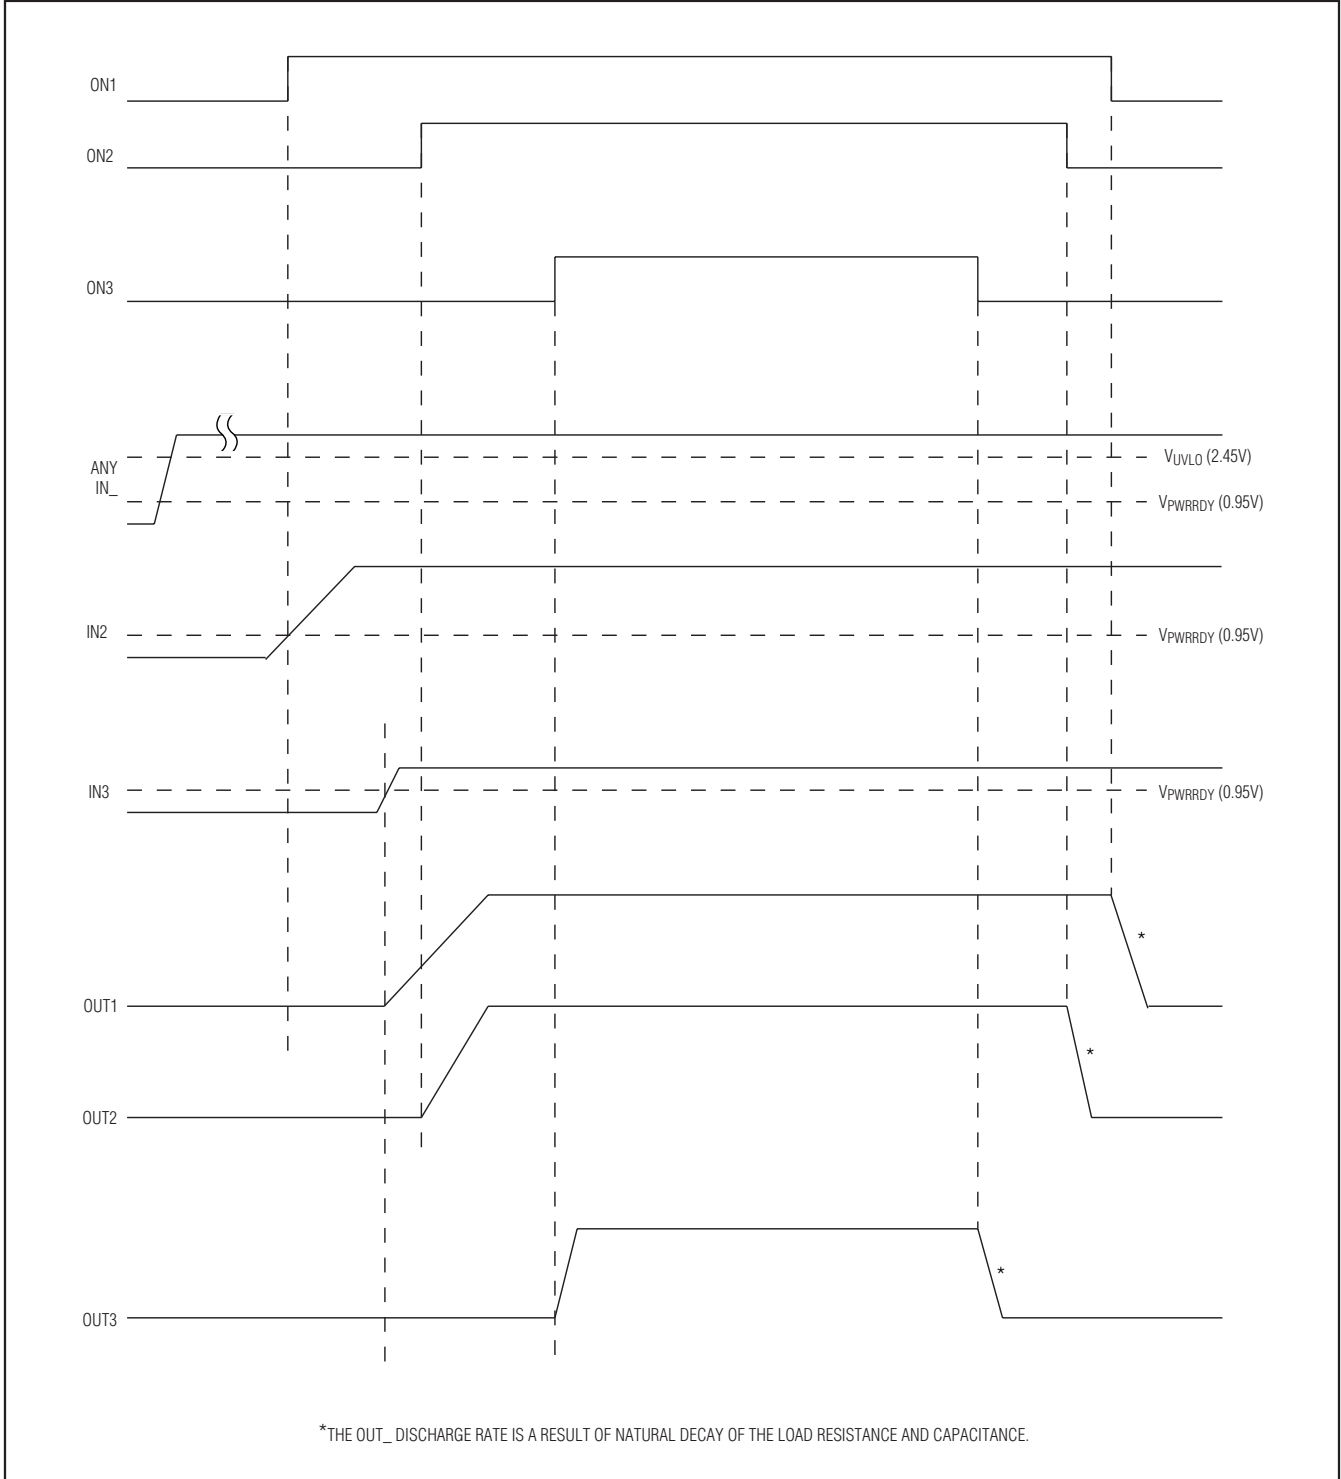 ON1
ON2
ON3
ANY
IN_
VUVLO (2.45V)
VPWRRDY (0.95V)
IN2
VPWRRDY (0.95V)
IN3
VPWRRDY (0.95V)
*
OUT1
*
OUT2
*
OUT3
*THE OUT_ DISCHARGE RATE IS A RESULT OF NATURAL DECAY OF THE LOAD RESISTANCE AND CAPACITANCE.